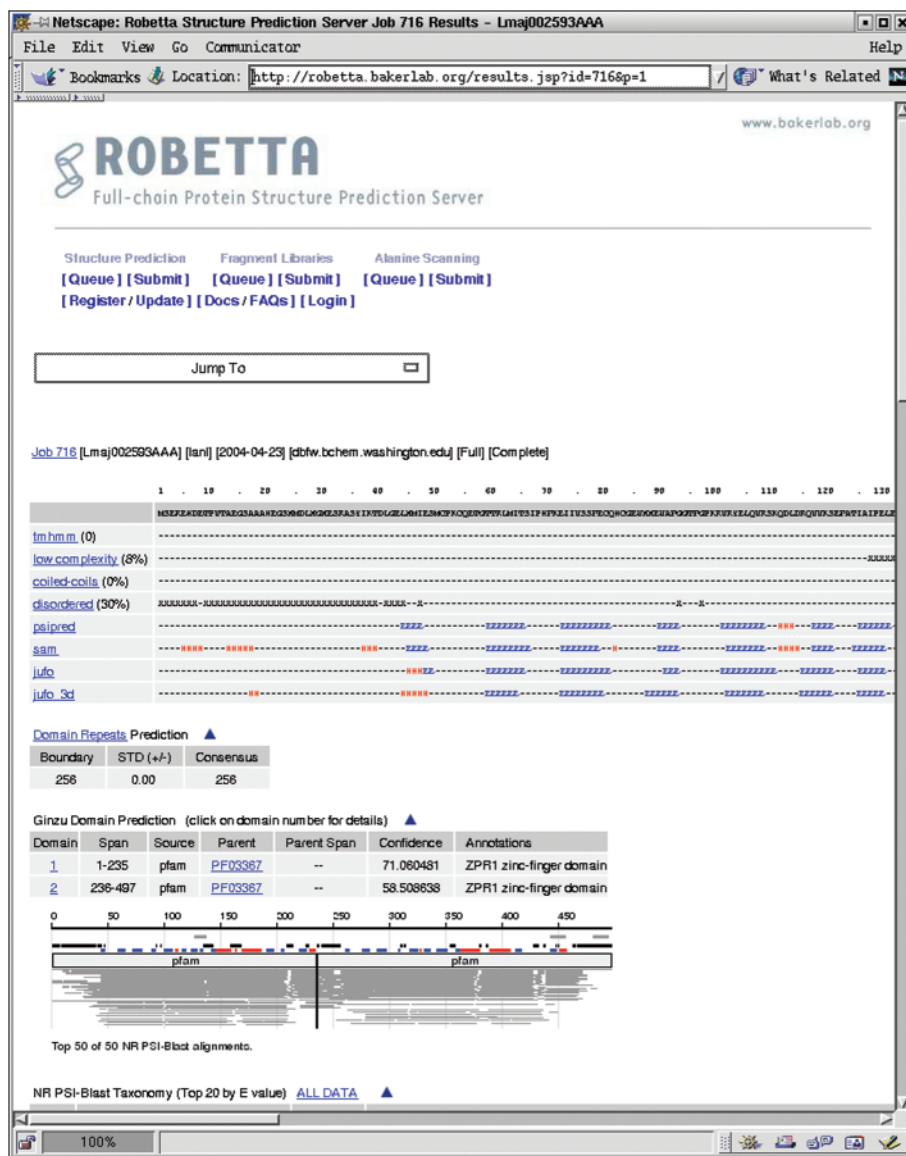 Netscape: Robetta Structure Prediction Server Job 716 Results - Lmaj002593AAA
File Edit View Go Communicator Help
Bookmarks Location: http://robetta.bakerlab.org/results.jsp?id=716&p=1 What's Related N
www.bakerlab.org
ROBETTA
Full-chain Protein Structure Prediction Server
Structure Prediction Fragment Libraries Alanine Scanning
[ Queue ] [ Submit ] [ Queue ] [ Submit ] [ Queue ] [ Submit ]
[ Register / Update ] [ Docs / FAQs ] [ Login ]
Jump To
Job 716 [Lmaj002593AAA] [IanI] [2004-04-23] [dbfw.bchem.washington.edu] [Full] [Complete]
1 . 10 . 20 . 30 . 40 . 50 . 60 . 70 . 80 . 90 . 100 . 110 . 120 . 130
tmhmm (0)
low complexity (8%)
coiled-coils (0%)
disordered (30%)
psipred
sam
jufo
jufo_3d
Domain Repeats Prediction
Boundary STD (+/-) Consensus
256 0.00 256
Ginzu Domain Prediction (click on domain number for details)
Domain Span Source Parent Parent Span Confidence Annotations
1 1-235 pfam PF03367 -- 71.060481 ZPR1 zinc-finger domain
2 236-497 pfam PF03367 -- 58.508638 ZPR1 zinc-finger domain
0 50 100 150 200 250 300 350 400 450
pfam pfam
Top 50 of 50 NR PSI-Blast alignments.
NR PSI-Blast Taxonomy (Top 20 by E value) ALL DATA
100%